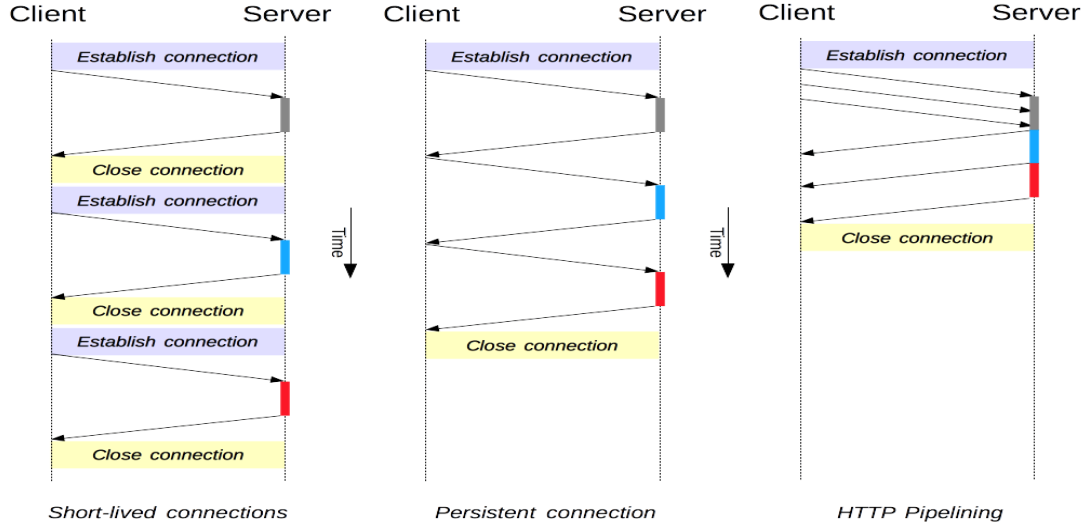 Client Server
Establish connection
Close connection
Establish connection
Close connection
Establish connection
Close connection
Short-lived connections
Time
Client Server
Establish connection
Close connection
Persistent connection
Time
Client Server
Establish connection
Close connection
HTTP Pipelining